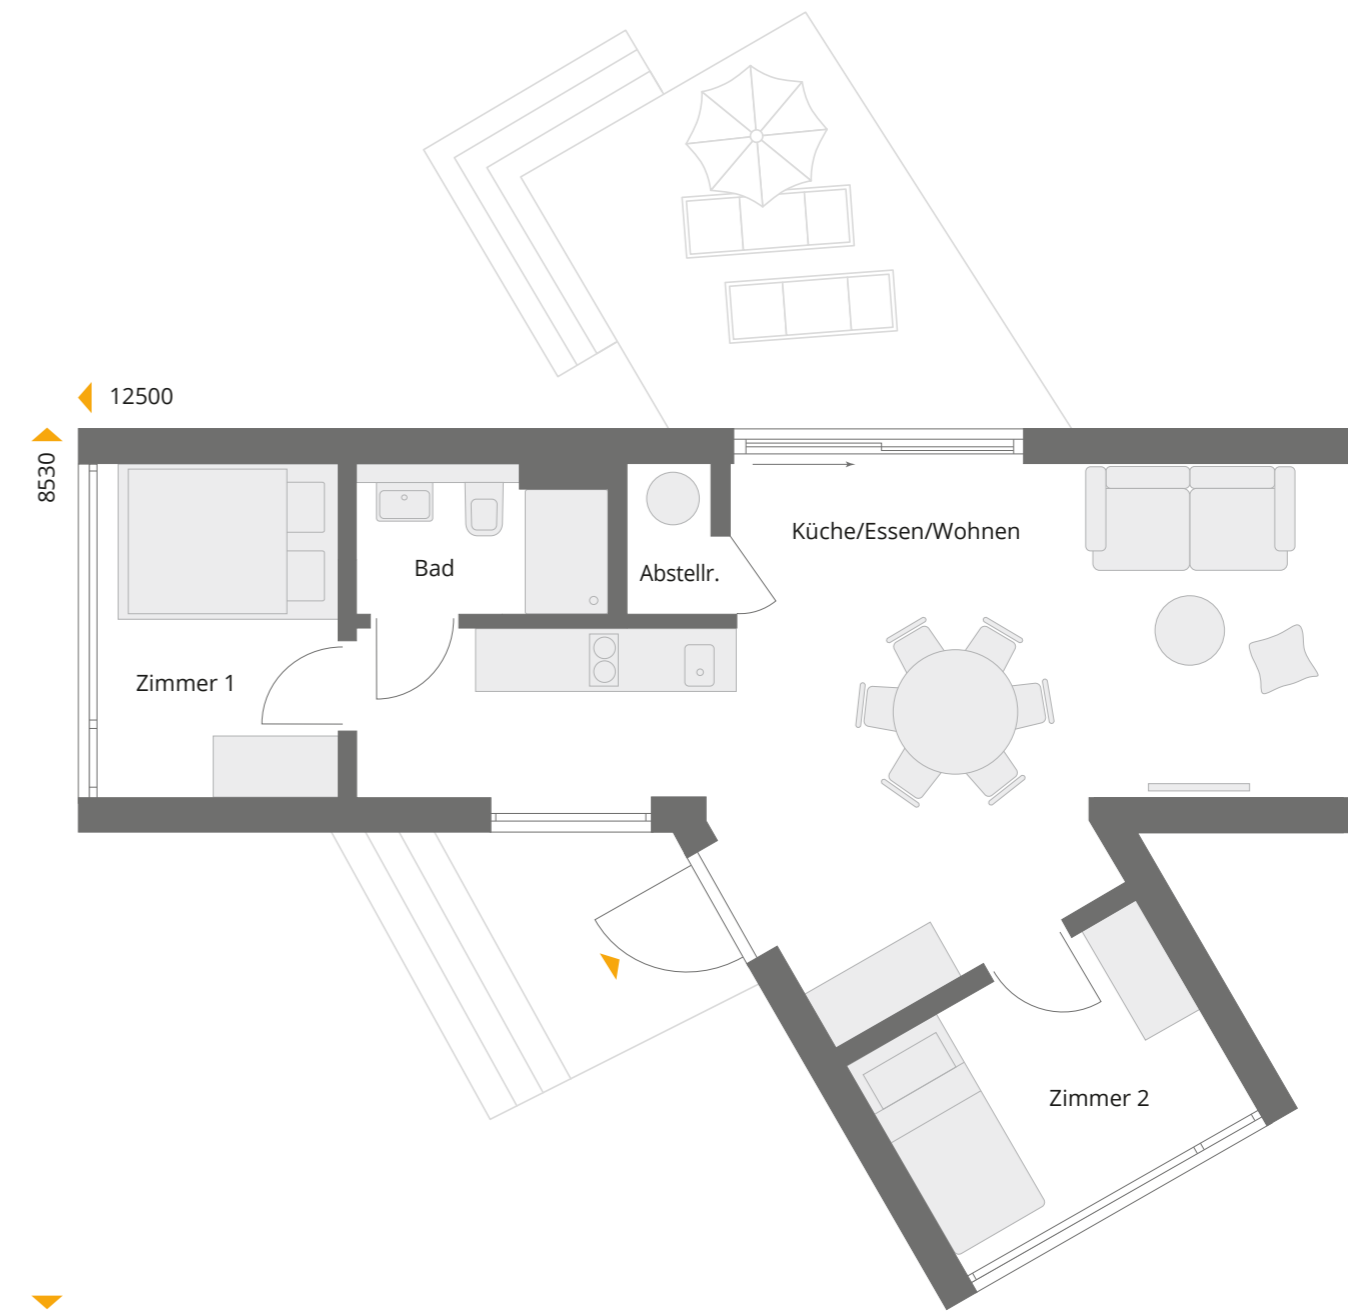 12500
8530
Küche/Essen/Wohnen
Bad
Abstellr.
Zimmer 1
Zimmer 2